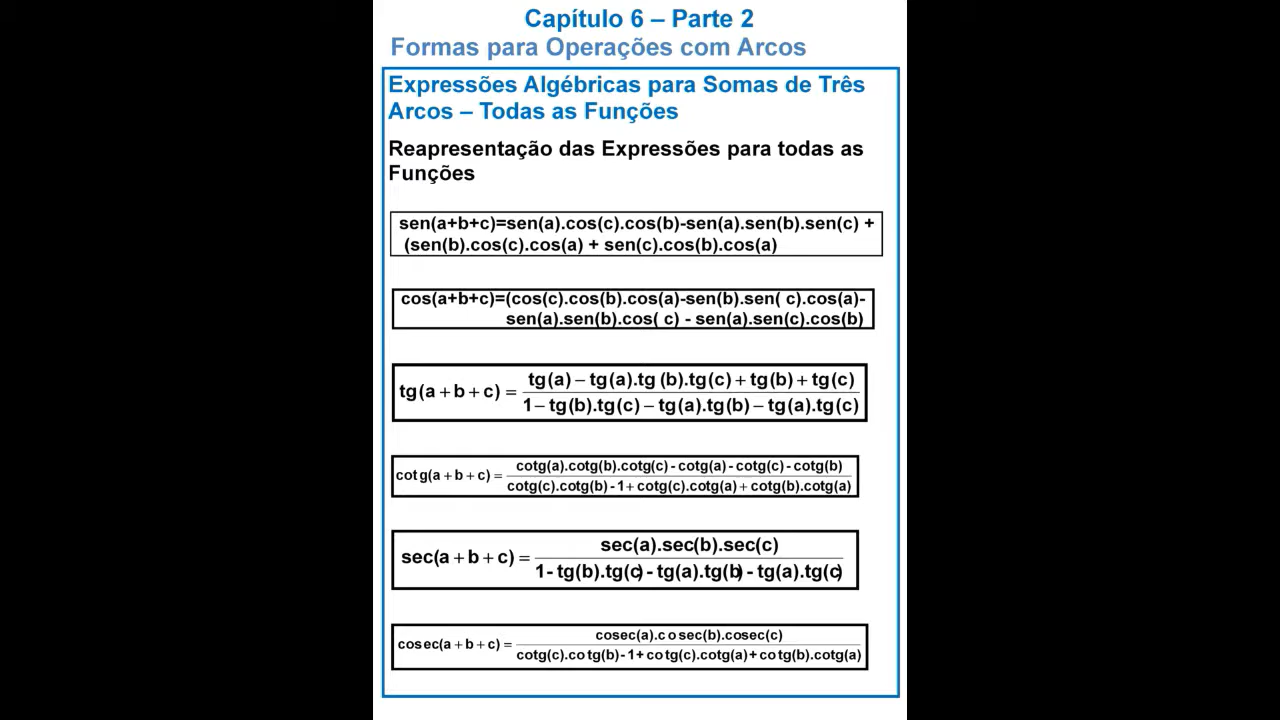 Capítulo 6 – Parte 2
Formas para Operações com Arcos
Expressões Algébricas para Somas de Três
Arcos – Todas as Funções
Reapresentação das Expressões para todas as
Funções
sen(a+b+c)=sen(a).cos(c).cos(b)-sen(a).sen(b).sen(c) +
(sen(b).cos(c).cos(a) + sen(c).cos(b).cos(a)
cos(a+b+c)=(cos(c).cos(b).cos(a)-sen(b).sen( c).cos(a)-
sen(a).sen(b).cos( c) - sen(a).sen(c).cos(b)
tg(a + b + c) =
tg(a) – tg(a).tg (b).tg(c) + tg(b) + tg(c)
1 – tg(b).tg(c) – tg(a).tg(b) – tg(a).tg(c)
cotg(a + b + c) =
cotg(a).cotg(b).cotg(c) - cotg(a) - cotg(c) - cotg(b)
cotg(c).cotg(b) - 1 + cotg(c).cotg(a) + cotg(b).cotg(a)
sec(a + b + c) =
sec(a).sec(b).sec(c)
1 - tg(b).tg(c) - tg(a).tg(b) - tg(a).tg(c)
cosec(a + b + c) =
cosec(a).cosec(b).cosec(c)
cotg(c).cotg(b) - 1 + cotg(c).cotg(a) + cotg(b).cotg(a)